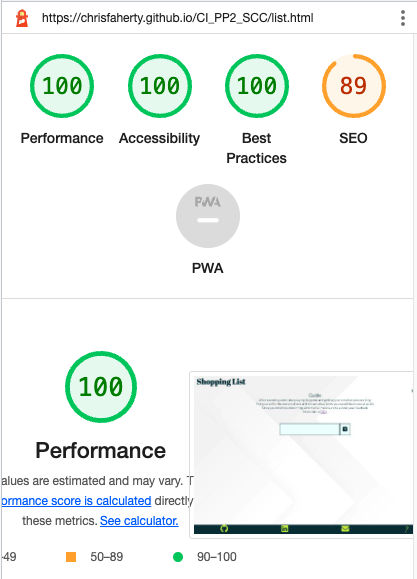 https://chrisfaherty.github.io/CI_PP2_SCC/list.html
100
100
100
89
Performance
Accessibility
Best
Practices
SEO
PWA
PWA
100
Performance
alues are estimated and may vary. T
ormance score is calculated directly
these metrics. See calculator.
-49
50–89
90–100
Shopping List